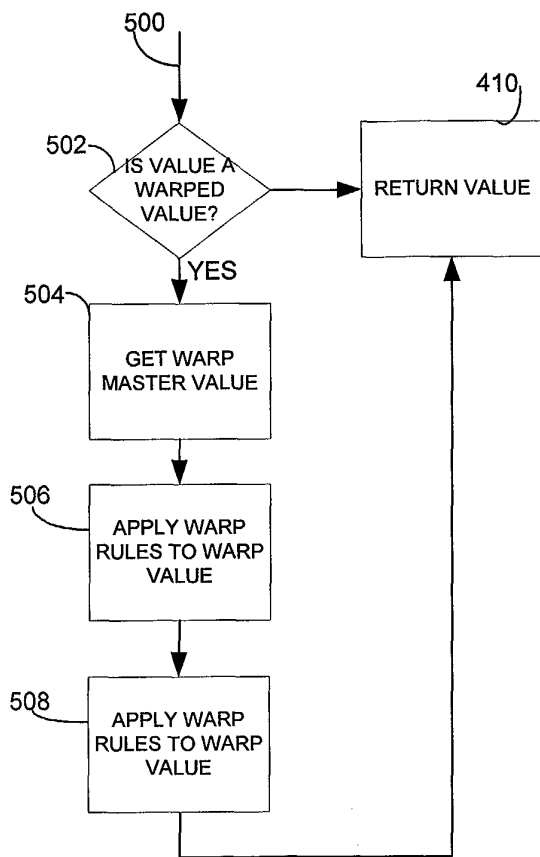 500
410
502
IS VALUE A
WARPED
VALUE?
RETURN VALUE
YES
504
GET WARP
MASTER VALUE
506
APPLY WARP
RULES TO WARP
VALUE
508
APPLY WARP
RULES TO WARP
VALUE